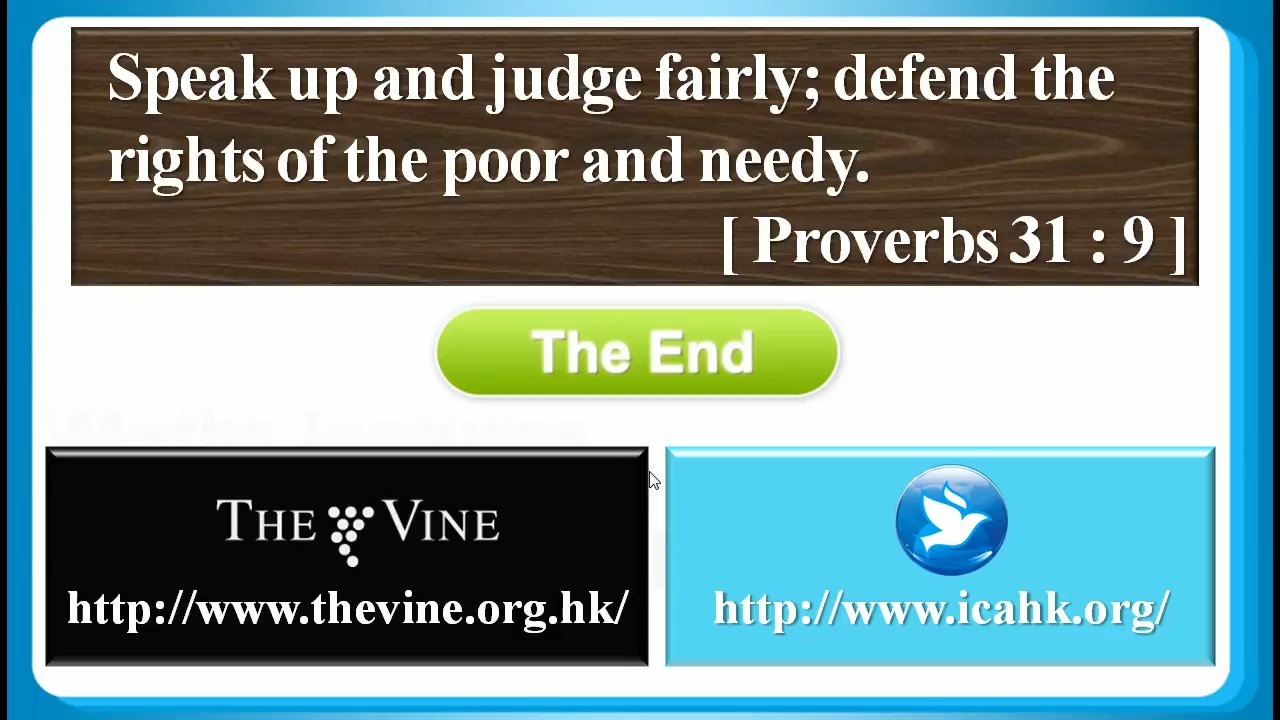 Speak up and judge fairly; defend the
rights of the poor and needy.
[ Proverbs 31 : 9 ]
The End
THE VINE
http://www.thevine.org.hk/
http://www.icahk.org/